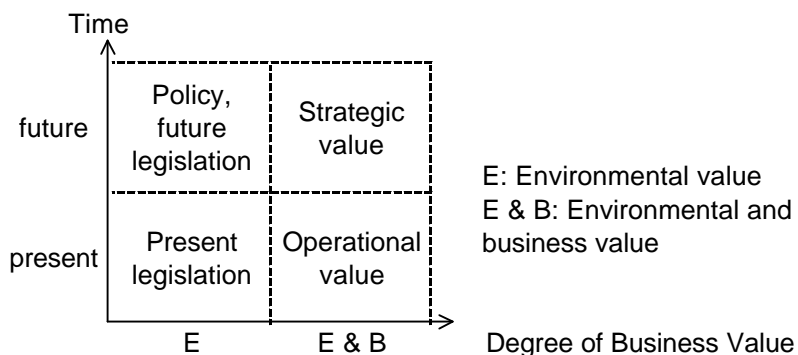 Time
Policy,
future
legislation
Strategic
value
future
E: Environmental value
E & B: Environmental and
business value
Present
legislation
Operational
value
present
E
E & B
Degree of Business Value